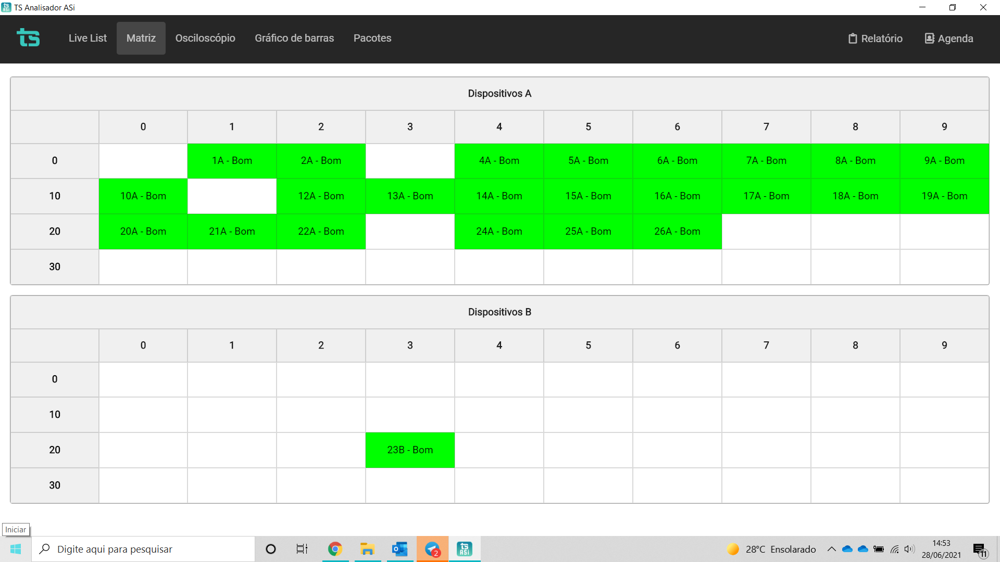 TS Analisador ASi
ts Live List Matriz Osciloscópio Gráfico de barras Pacotes Relatório Agenda
Dispositivos A
0 1 2 3 4 5 6 7 8 9
0 1A - Bom 2A - Bom 4A - Bom 5A - Bom 6A - Bom 7A - Bom 8A - Bom 9A - Bom
10 10A - Bom 12A - Bom 13A - Bom 14A - Bom 15A - Bom 16A - Bom 17A - Bom 18A - Bom 19A - Bom
20 20A - Bom 21A - Bom 22A - Bom 24A - Bom 25A - Bom 26A - Bom
30
Dispositivos B
0 1 2 3 4 5 6 7 8 9
0
10
20 23B - Bom
30
Iniciar
Digite aqui para pesquisar 2 ts ASi 28°C Ensolarado 14:53
28/06/2021 11